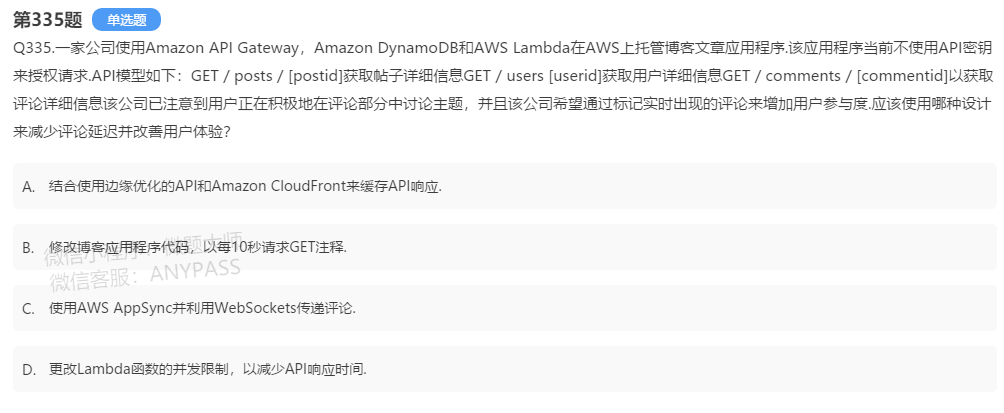 第335题 单选题
Q335.一家公司使用Amazon API Gateway，Amazon DynamoDB和AWS Lambda在AWS上托管博客文章应用程序.该应用程序当前不使用API密钥
来授权请求.API模型如下：GET / posts / [postid]获取帖子详细信息GET / users [userid]获取用户详细信息GET / comments / [commentid]以获取
评论详细信息该公司已注意到用户正在积极地在评论部分中讨论主题，并且该公司希望通过标记实时出现的评论来增加用户参与度.应该使用哪种设计
来减少评论延迟并改善用户体验？
A. 结合使用边缘优化的API和Amazon CloudFront来缓存API响应.
B. 修改博客应用程序代码，以每10秒请求GET注释.
微信客服：ANYPASS
C. 使用AWS AppSync并利用WebSockets传递评论.
D. 更改Lambda函数的并发限制，以减少API响应时间.